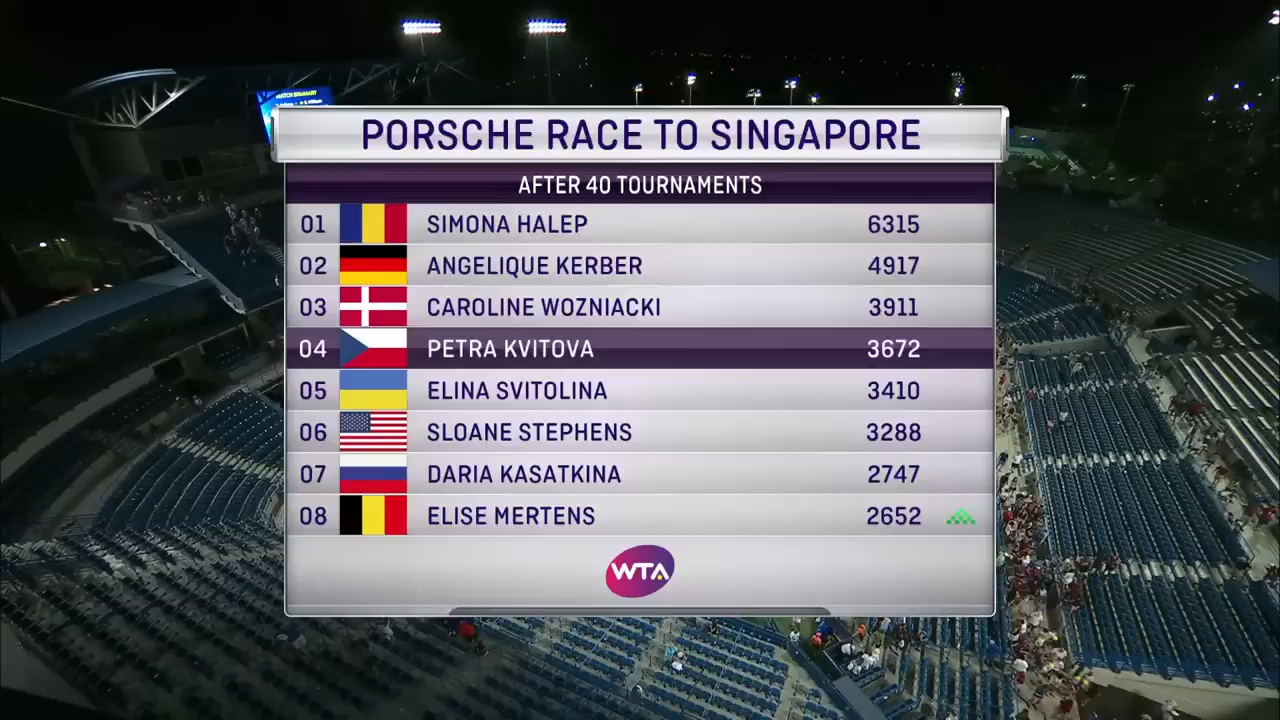 PORSCHE RACE TO SINGAPORE
AFTER 40 TOURNAMENTS
01 SIMONA HALEP 6315
02 ANGELIQUE KERBER 4917
03 CAROLINE WOZNIACKI 3911
04 PETRA KVITOVA 3672
05 ELINA SVITOLINA 3410
06 SLOANE STEPHENS 3288
07 DARIA KASATKINA 2747
08 ELISE MERTENS 2652
WTA
MATCH SUMMARY